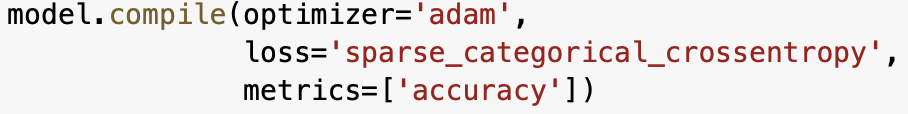 model.compile(optimizer='adam',
              loss='sparse_categorical_crossentropy',
              metrics=['accuracy'])